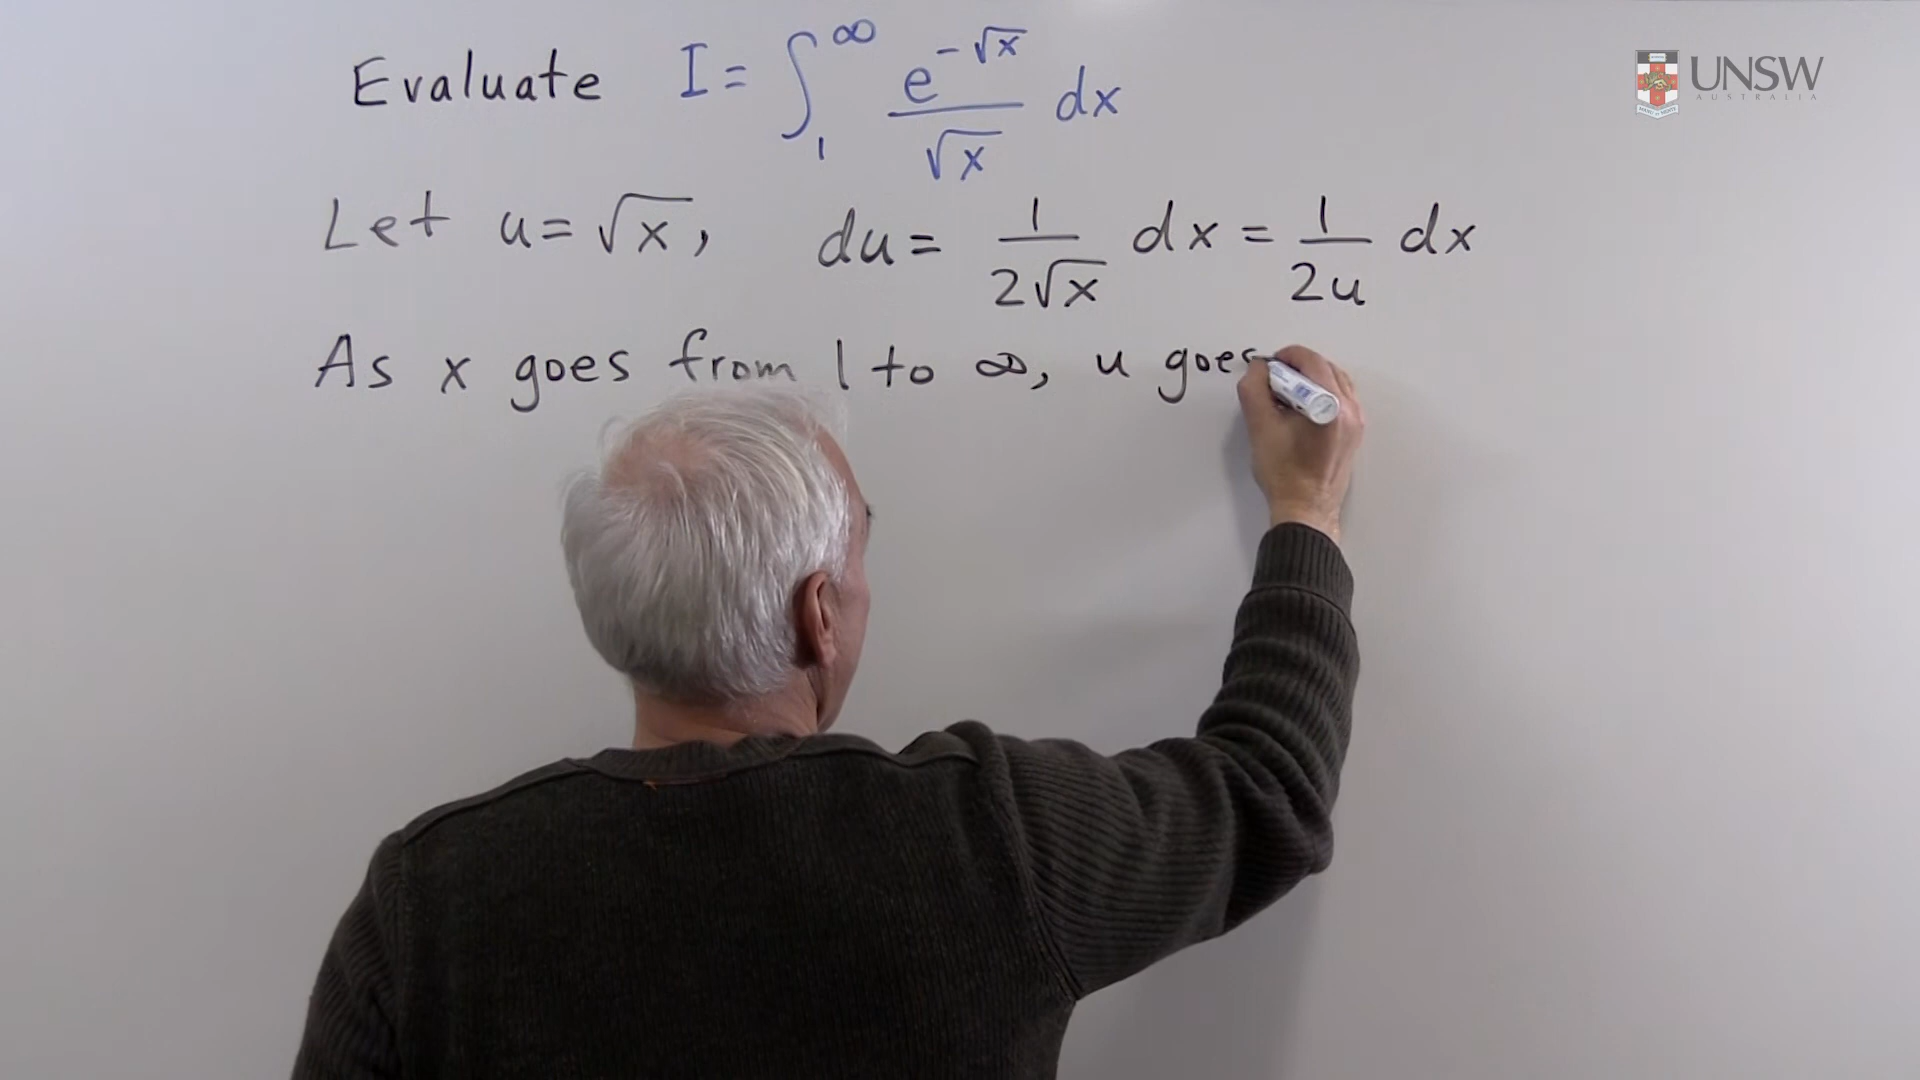 Evaluate I = ∫₁^∞ e^{-√x}/√x dx
UNSW
AUSTRALIA
Let u = √x, du = 1/(2√x) dx = 1/(2u) dx
As x goes from 1 to ∞, u goes